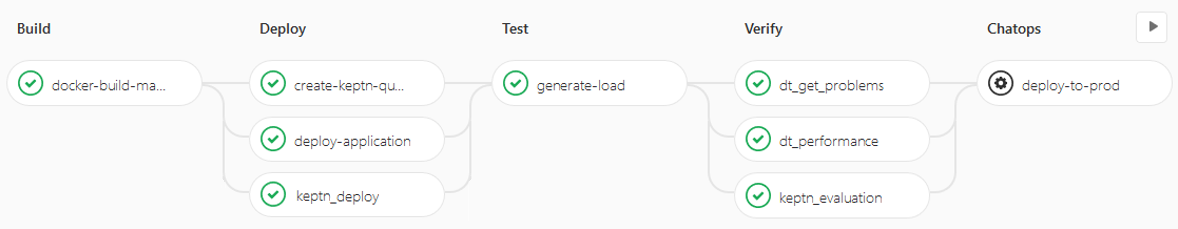 Build
Deploy
Test
Verify
Chatops
docker-build-ma...
create-keptn-qu...
generate-load
dt_get_problems
deploy-to-prod
deploy-application
dt_performance
keptn_deploy
keptn_evaluation